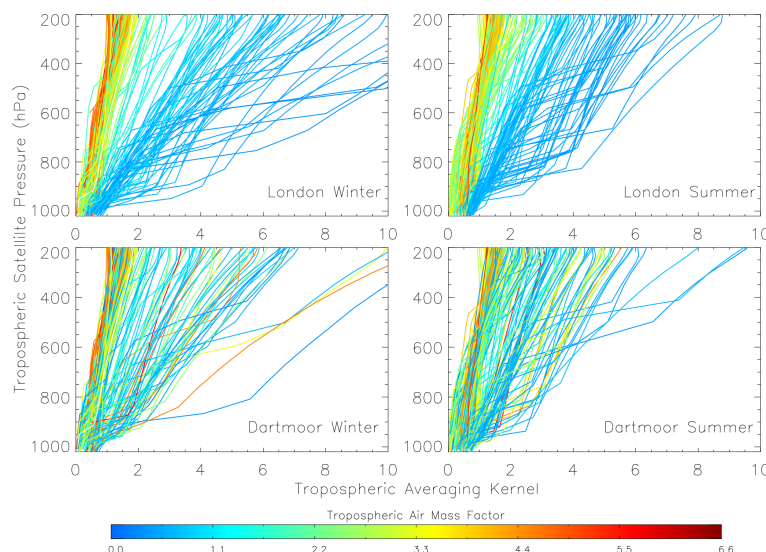 200
400
600
800
1000
0 2 4 6 8 10
London Winter
200
400
600
800
1000
0 2 4 6 8 10
London Summer
Tropospheric Satellilte Pressure (hPa)
200
400
600
800
1000
0 2 4 6 8 10
Dartmoor Winter
200
400
600
800
1000
0 2 4 6 8 10
Dartmoor Summer
Tropospheric Averaging Kernel
Tropospheric Air Mass Factor
0.0 1.1 2.2 3.3 4.4 5.5 6.6